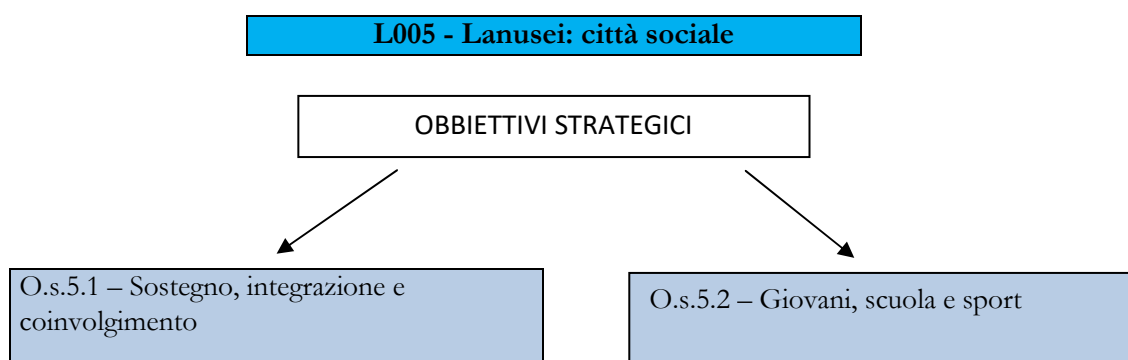 L005 - Lanusei: città sociale
OBBIETTIVI STRATEGICI
O.s.5.1 – Sostegno, integrazione e
coinvolgimento
O.s.5.2 – Giovani, scuola e sport